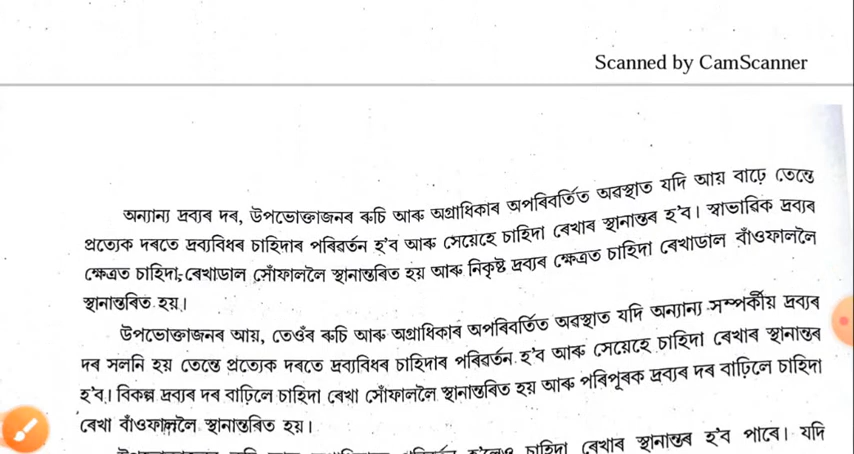 Scanned by CamScanner
অন্যান্য দ্ৰব্যৰ দৰ, উপভোক্তাজনৰ ৰুচি আৰু অগ্ৰাধিকাৰ অপৰিবৰ্তিত অৱস্থাত যদি আয় বাঢ়ে তেন্তে
প্ৰত্যেক দৰতে দ্ৰব্যবিধৰ চাহিদাৰ পৰিৱৰ্তন হ'ব আৰু সেয়েহে চাহিদা ৰেখাৰ স্থানান্তৰ হ'ব। স্বাভাৱিক দ্ৰব্যৰ
ক্ষেত্ৰত চাহিদা ৰেখাডাল সোঁফাললৈ স্থানান্তৰিত হয় আৰু নিকৃষ্ট দ্ৰব্যৰ ক্ষেত্ৰত চাহিদা ৰেখাডাল বাঁওফাললৈ
স্থানান্তৰিত হয়।
উপভোক্তাজনৰ আয়, তেওঁৰ ৰুচি আৰু অগ্ৰাধিকাৰ অপৰিবৰ্তিত অৱস্থাত যদি অন্যান্য সম্পৰ্কীয় দ্ৰব্যৰ
দৰ সলনি হয় তেন্তে প্ৰত্যেক দৰতে দ্ৰব্যবিধৰ চাহিদাৰ পৰিৱৰ্তন হ'ব আৰু সেয়েহে চাহিদা ৰেখাৰ স্থানান্তৰ
হ'ব। বিকল্প দ্ৰব্যৰ দৰ বাঢ়িলে চাহিদা ৰেখা সোঁফাললৈ স্থানান্তৰিত হয় আৰু পৰিপূৰক দ্ৰব্যৰ দৰ বাঢ়িলে চাহিদা
ৰেখা বাঁওফাললৈ স্থানান্তৰিত হয়।
চাহিদা ৰেখাৰ স্থানান্তৰ হ'ব পাৰে। যদি